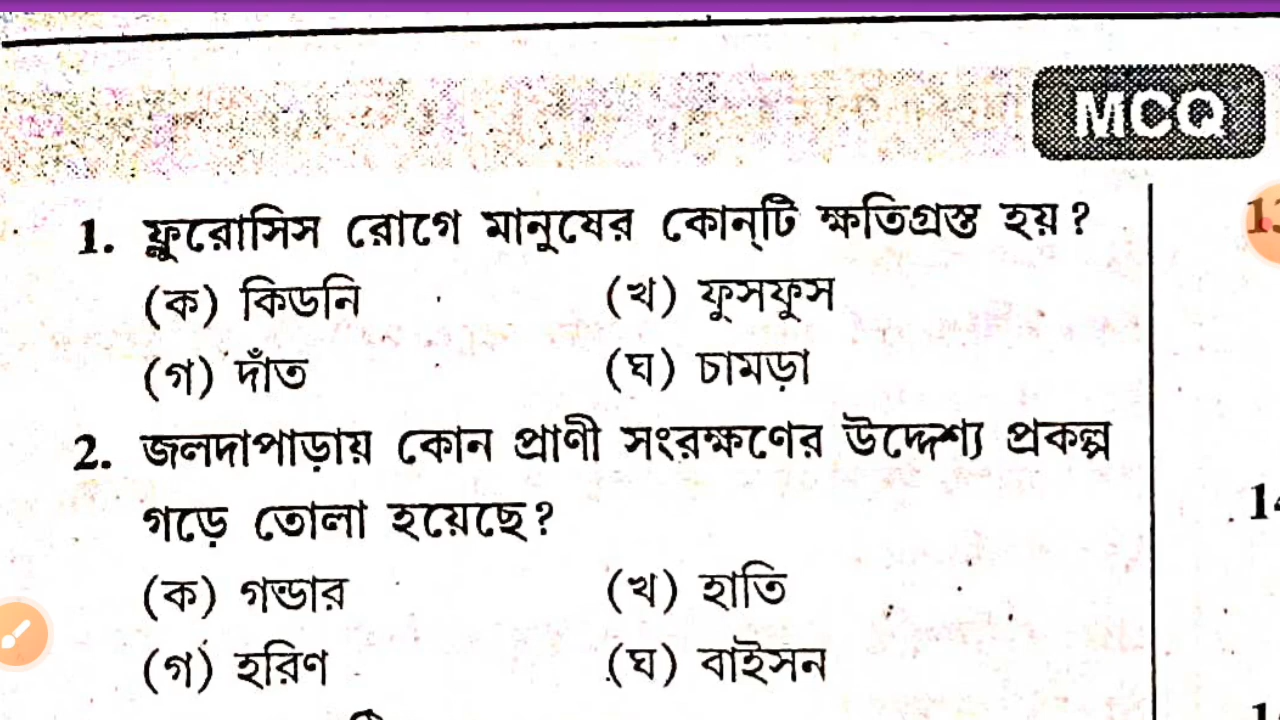 MCQ
1. ফ্লুরোসিস রোগে মানুষের কোন্‌টি ক্ষতিগ্রস্ত হয়?
(ক) কিডনি (খ) ফুসফুস
(গ) দাঁত (ঘ) চামড়া
2. জলদাপাড়ায় কোন প্রাণী সংরক্ষণের উদ্দেশ্য প্রকল্প
গড়ে তোলা হয়েছে?
(ক) গন্ডার (খ) হাতি
(গ) হরিণ (ঘ) বাইসন